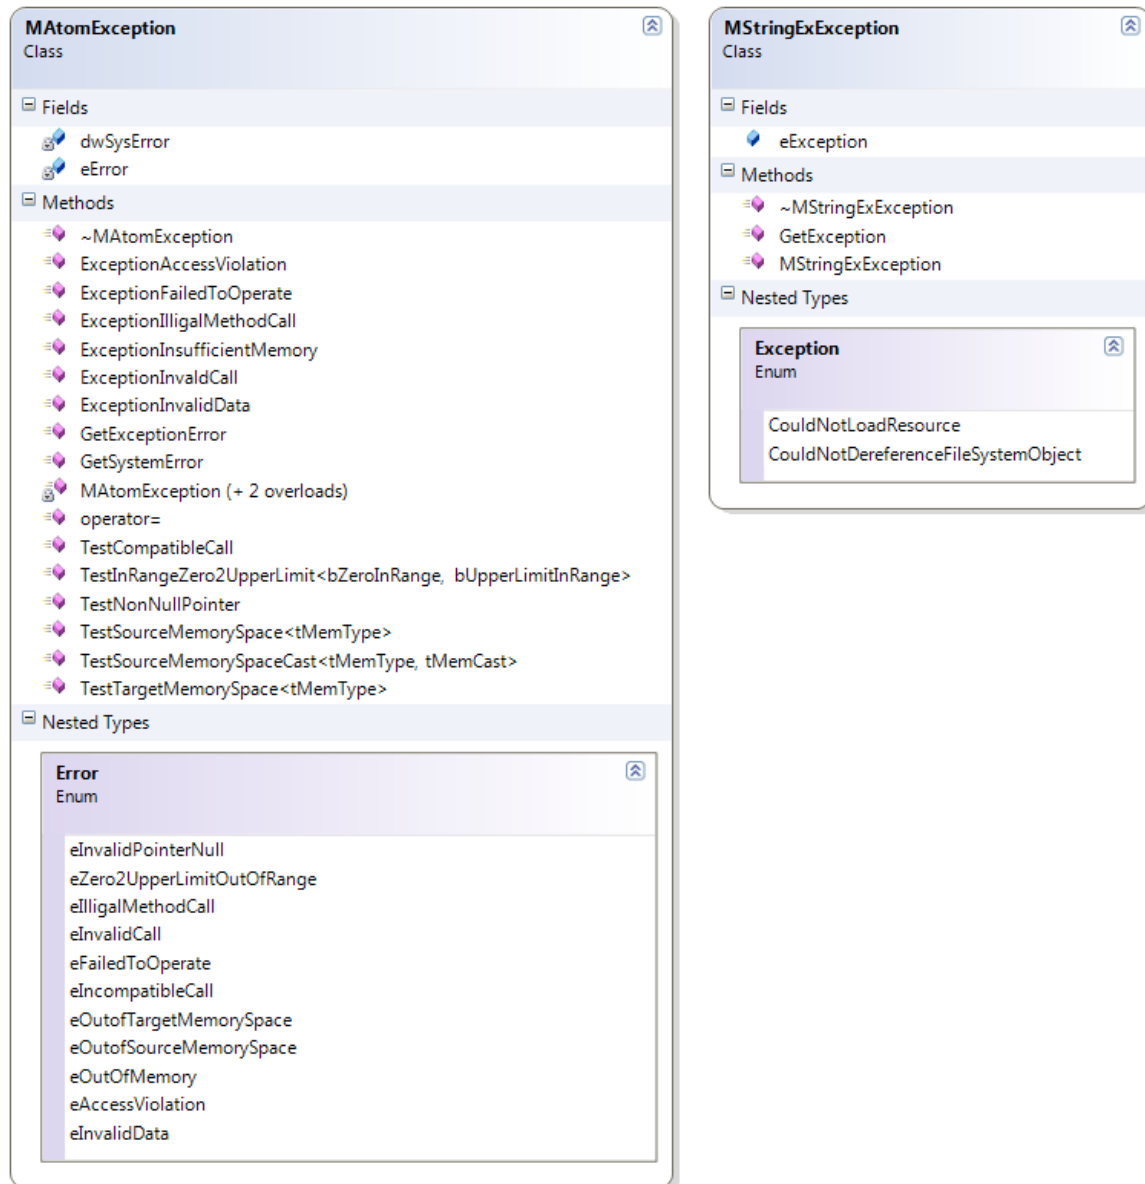 MAtomException
Class
Fields
dwSysError
eError
Methods
~MAtomException
ExceptionAccessViolation
ExceptionFailedToOperate
ExceptionIlligalMethodCall
ExceptionInsufficientMemory
ExceptionInvaldCall
ExceptionInvalidData
GetExceptionError
GetSystemError
MAtomException (+ 2 overloads)
operator=
TestCompatibleCall
TestInRangeZero2UpperLimit<bZeroInRange, bUpperLimitInRange>
TestNonNullPointer
TestSourceMemorySpace<tMemType>
TestSourceMemorySpaceCast<tMemType, tMemCast>
TestTargetMemorySpace<tMemType>
Nested Types
Error
Enum
eInvalidPointerNull
eZero2UpperLimitOutOfRange
eIlligalMethodCall
eInvalidCall
eFailedToOperate
eIncompatibleCall
eOutofTargetMemorySpace
eOutofSourceMemorySpace
eOutOfMemory
eAccessViolation
eInvalidData
MStringExException
Class
Fields
eException
Methods
~MStringExException
GetException
MStringExException
Nested Types
Exception
Enum
CouldNotLoadResource
CouldNotDereferenceFileSystemObject